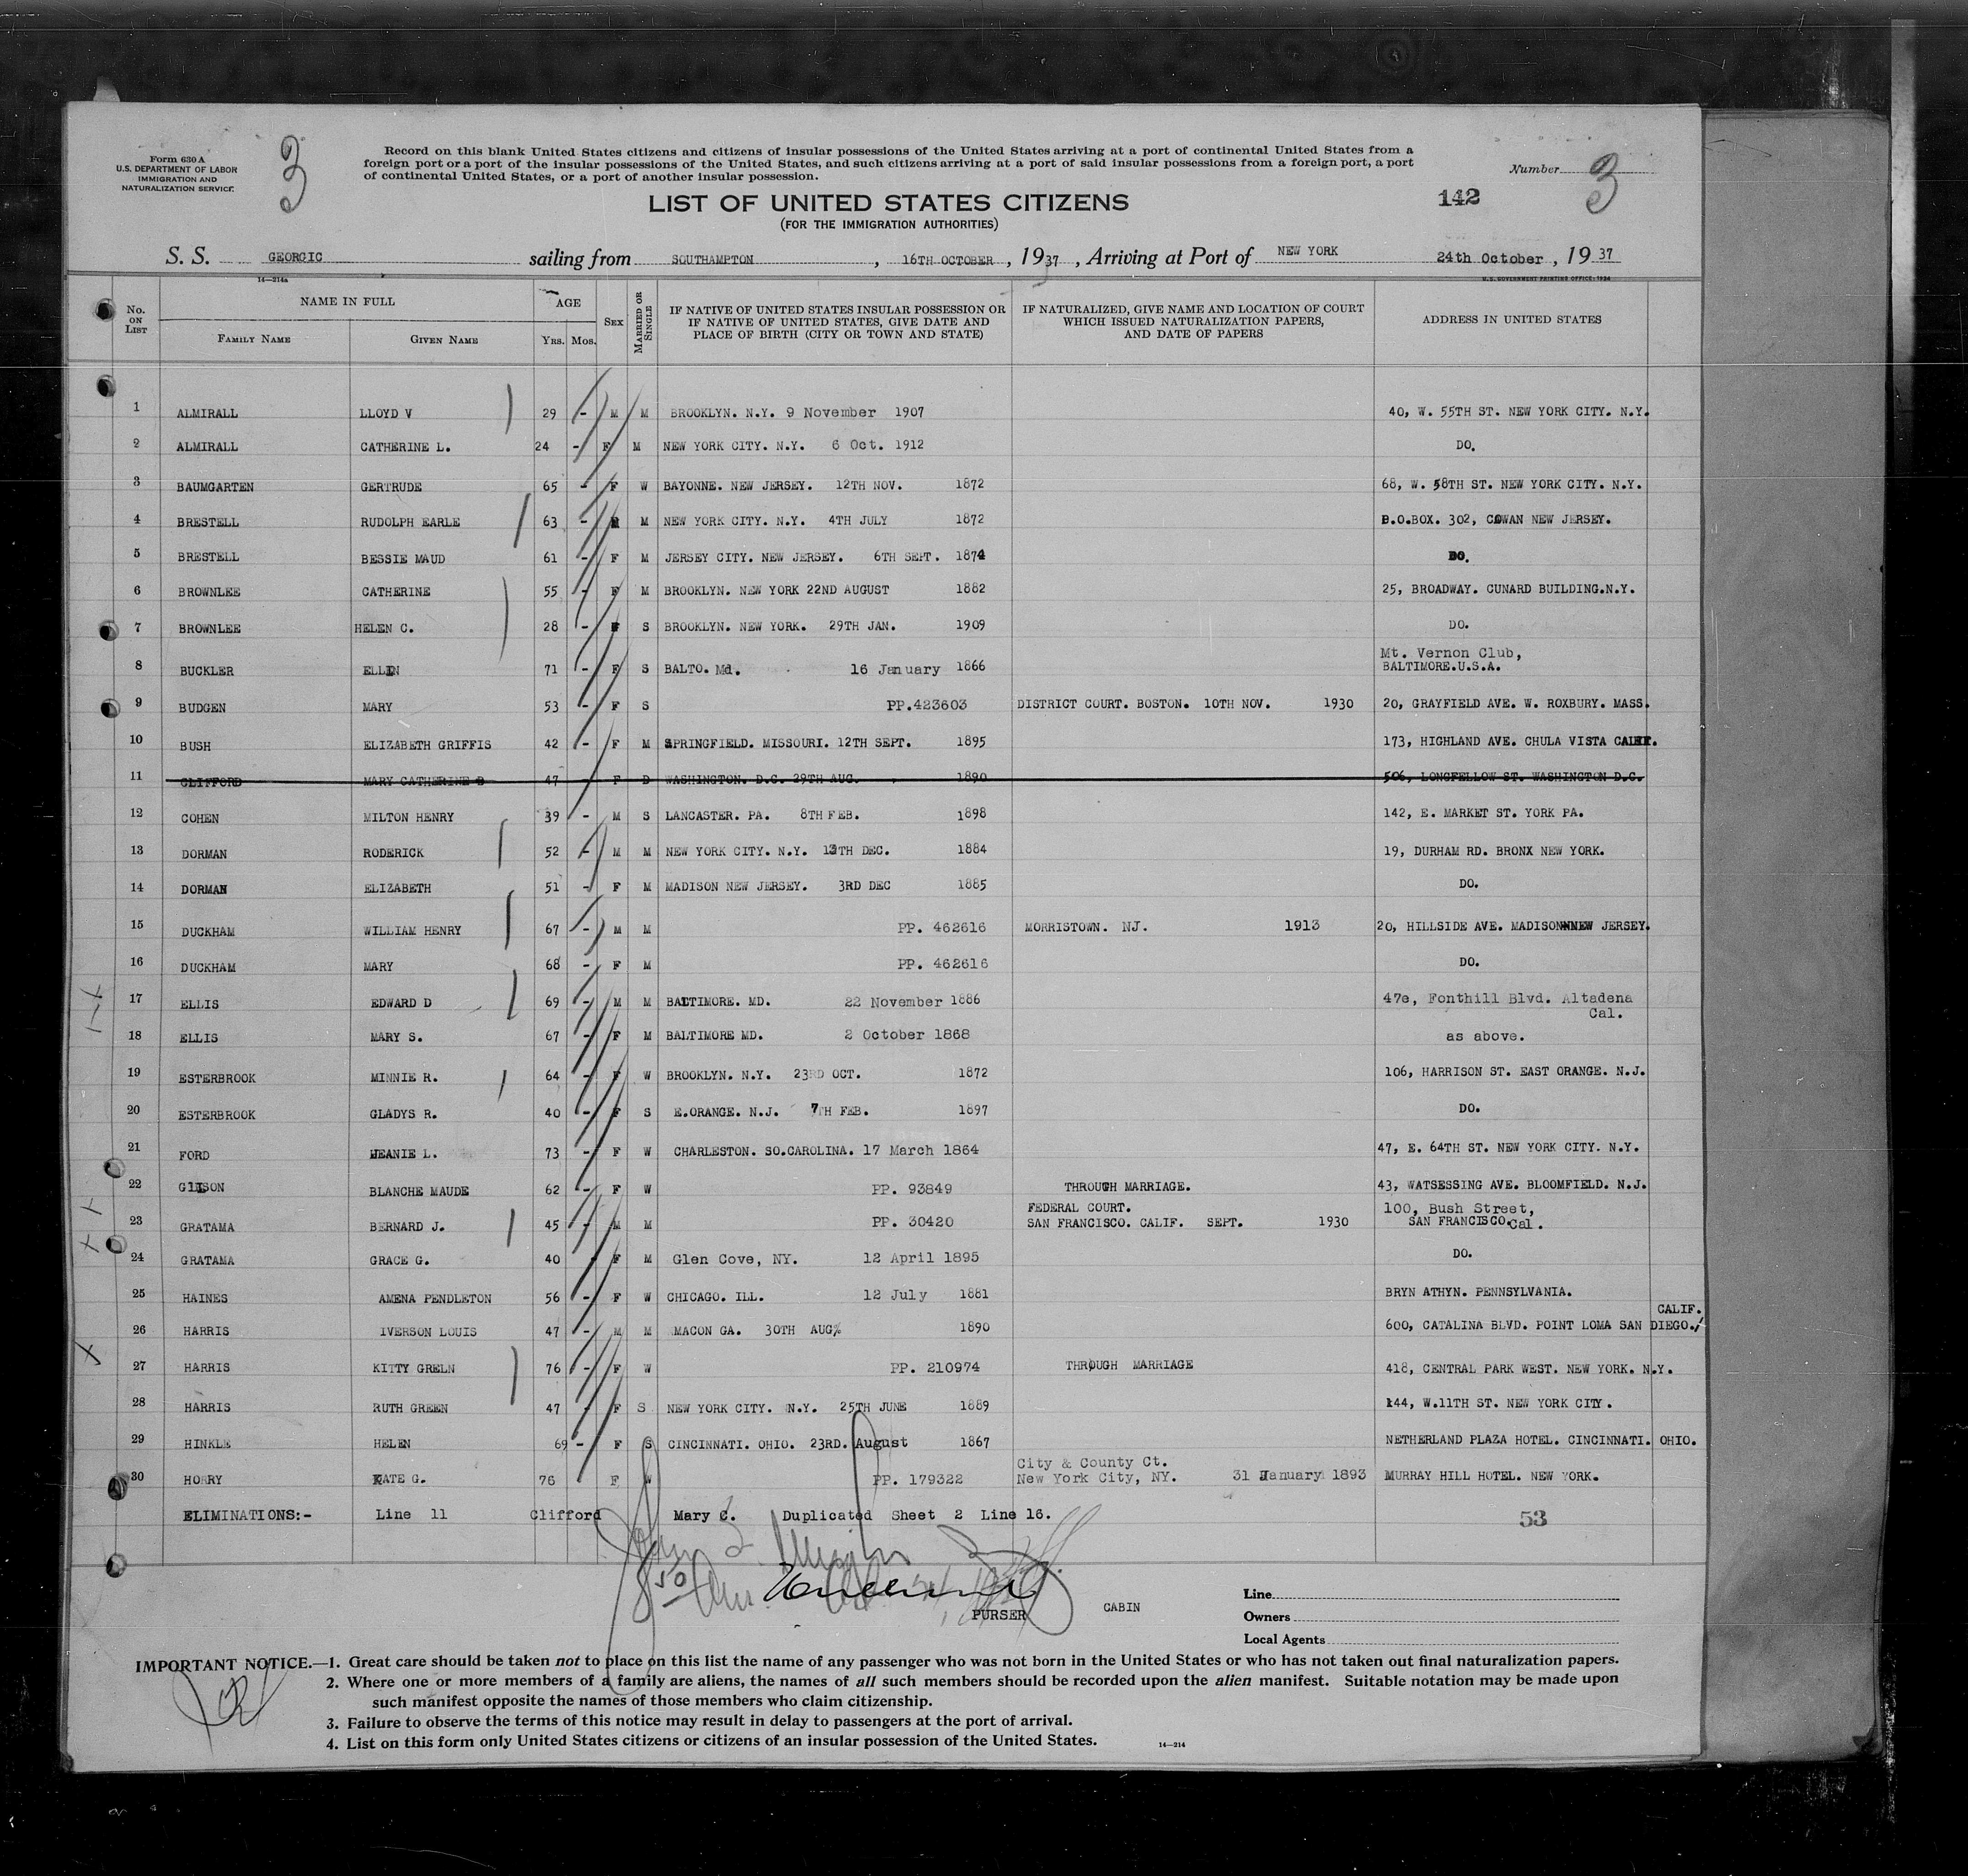 Form 630 A
U.S. DEPARTMENT OF LABOR
IMMIGRATION AND
NATURALIZATION SERVICE
3
Record on this blank United States citizens and citizens of insular possessions of the United States arriving at a port of continental United States from a
foreign port or a port of the insular possessions of the United States, and such citizens arriving at a port of said insular possessions from a foreign port, a port
of continental United States, or a port of another insular possession.
Number 3
142
LIST OF UNITED STATES CITIZENS
(FOR THE IMMIGRATION AUTHORITIES)
S. S. GEORGIC sailing from SOUTHAMPTON, 16TH OCTOBER, 1937, Arriving at Port of NEW YORK 24th October, 1937
14—214a
U.S. GOVERNMENT PRINTING OFFICE: 1934
No. ON LIST NAME IN FULL FAMILY NAME GIVEN NAME AGE Yrs. Mos. SEX MARRIED OR SINGLE IF NATIVE OF UNITED STATES INSULAR POSSESSION OR IF NATIVE OF UNITED STATES, GIVE DATE AND PLACE OF BIRTH (CITY OR TOWN AND STATE) IF NATURALIZED, GIVE NAME AND LOCATION OF COURT WHICH ISSUED NATURALIZATION PAPERS, AND DATE OF PAPERS ADDRESS IN UNITED STATES
1 ALMIRALL LLOYD V 29 - M M BROOKLYN. N.Y. 9 November 1907 40, W. 55TH ST. NEW YORK CITY. N.Y.
2 ALMIRALL CATHERINE L. 24 - F M NEW YORK CITY. N.Y. 6 Oct. 1912 DO.
3 BAUMGARTEN GERTRUDE 65 - F W BAYONNE. NEW JERSEY. 12TH NOV. 1872 68, W. 58TH ST. NEW YORK CITY. N.Y.
4 BRESTELL RUDOLPH EARLE 63 - M NEW YORK CITY. N.Y. 4TH JULY 1872 B.O.BOX. 302, COWAN NEW JERSEY.
5 BRESTELL BESSIE MAUD 61 - F M JERSEY CITY. NEW JERSEY. 6TH SEPT. 1874 DO.
6 BROWNLEE CATHERINE 55 - F M BROOKLYN. NEW YORK 22ND AUGUST 1882 25, BROADWAY. CUNARD BUILDING.N.Y.
7 BROWNLEE HELEN C. 28 - F S BROOKLYN. NEW YORK. 29TH JAN. 1909 DO.
8 BUCKLER ELLEN 71 - F S BALTO. Md. 16 January 1866 Mt. Vernon Club, BALTIMORE.U.S.A.
9 BUDGEN MARY 53 - F S PP.423603 DISTRICT COURT. BOSTON. 10TH NOV. 1930 20, GRAYFIELD AVE. W. ROXBURY. MASS.
10 BUSH ELIZABETH GRIFFIS 42 - F M SPRINGFIELD. MISSOURI. 12TH SEPT. 1895 173, HIGHLAND AVE. CHULA VISTA CALIF.
11 CLIFFORD MARY CATHERINE B 47 - F D WASHINGTON. D.C. 29TH AUG. 1890 506, LONGFELLOW ST. WASHINGTON D.C.
12 COHEN MILTON HENRY 39 - M S LANCASTER. PA. 8TH FEB. 1898 142, E. MARKET ST. YORK PA.
13 DORMAN RODERICK 52 - M M NEW YORK CITY. N.Y. 13TH DEC. 1884 19, DURHAM RD. BRONX NEW YORK.
14 DORMAN ELIZABETH 51 - F M MADISON NEW JERSEY. 3RD DEC 1885 DO.
15 DUCKHAM WILLIAM HENRY 67 - M M PP. 462616 MORRISTOWN. NJ. 1913 20, HILLSIDE AVE. MADISON NEW JERSEY.
16 DUCKHAM MARY 68 - F M PP. 462616 DO.
17 ELLIS EDWARD D 69 - M M BALTIMORE. MD. 22 November 1886 47e, Fonthill Blvd. Altadena Cal.
18 ELLIS MARY S. 67 - F M BALTIMORE MD. 2 October 1868 as above.
19 ESTERBROOK MINNIE R. 64 - F W BROOKLYN. N.Y. 23RD OCT. 1872 106, HARRISON ST. EAST ORANGE. N.J.
20 ESTERBROOK GLADYS R. 40 - F S E.ORANGE. N.J. 7TH FEB. 1897 DO.
21 FORD JEANIE L. 73 - F W CHARLESTON. SO.CAROLINA. 17 March 1864 47, E. 64TH ST. NEW YORK CITY. N.Y.
22 BLANCHE MAUDE 62 - F W PP. 93849 THROUGH MARRIAGE. 43, WATSESSING AVE. BLOOMFIELD. N.J.
23 GRATAMA BERNARD J. 45 - M M PP. 30420 FEDERAL COURT. SAN FRANCISCO. CALIF. SEPT. 1930 100, Bush Street, SAN FRANCISCO.Cal.
24 GRATAMA GRACE G. 40 - F M Glen Cove, NY. 12 April 1895 DO.
25 HAINES AMENA PENDLETON 56 - F W CHICAGO. ILL. 12 July 1881 BRYN ATHYN. PENNSYLVANIA.
26 HARRIS IVERSON LOUIS 47 - M M MACON GA. 30TH AUG. 1890 600, CATALINA BLVD. POINT LOMA SAN DIEGO. CALIF.
27 HARRIS KITTY GRELN 76 - F W PP. 210974 THROUGH MARRIAGE 418, CENTRAL PARK WEST. NEW YORK. N.Y.
28 HARRIS RUTH GREEN 47 - F S NEW YORK CITY. N.Y. 25TH JUNE 1889 144, W.11TH ST. NEW YORK CITY.
29 HINKLE HELEN 69 - F S CINCINNATI. OHIO. 23RD. August 1867 NETHERLAND PLAZA HOTEL. CINCINNATI. OHIO.
30 HORRY KATE G. 76 F W PP. 179322 City & County Ct. New York City, NY. 31 January 1893 MURRAY HILL HOTEL. NEW YORK.
ELIMINATIONS:- Line 11 Clifford Mary C. Duplicated Sheet 2 Line 16.
53
PURSER CABIN
Line
Owners
Local Agents
IMPORTANT NOTICE.—1. Great care should be taken not to place on this list the name of any passenger who was not born in the United States or who has not taken out final naturalization papers.
2. Where one or more members of a family are aliens, the names of all such members should be recorded upon the alien manifest. Suitable notation may be made upon
such manifest opposite the names of those members who claim citizenship.
3. Failure to observe the terms of this notice may result in delay to passengers at the port of arrival.
4. List on this form only United States citizens or citizens of an insular possession of the United States.
14—214